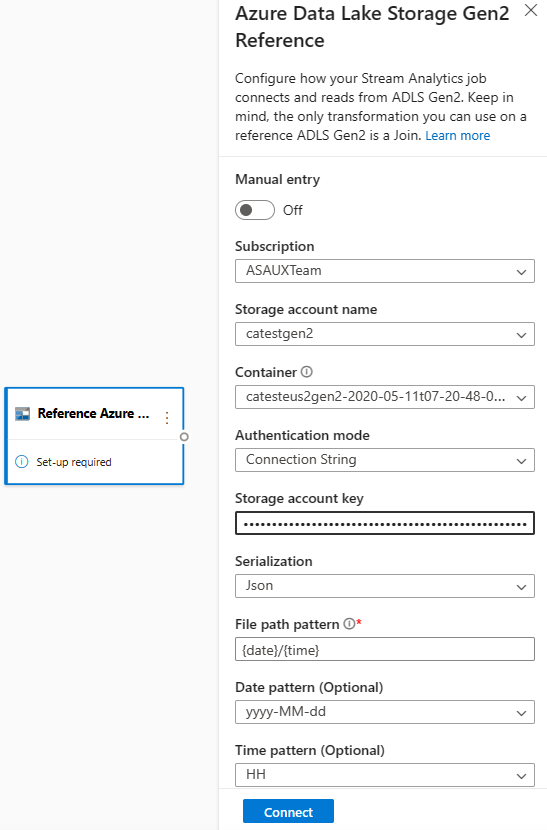 Azure Data Lake Storage Gen2
Reference
Configure how your Stream Analytics job
connects and reads from ADLS Gen2. Keep in
mind, the only transformation you can use on a
reference ADLS Gen2 is a Join. Learn more
Manual entry
Off
Subscription
ASAUXTeam
Storage account name
catestgen2
Container
catesteus2gen2-2020-05-11t07-20-48-0...
Reference Azure ...
Set-up required
Authentication mode
Connection String
Storage account key
Serialization
Json
File path pattern *
{date}/{time}
Date pattern (Optional)
yyyy-MM-dd
Time pattern (Optional)
HH
Connect